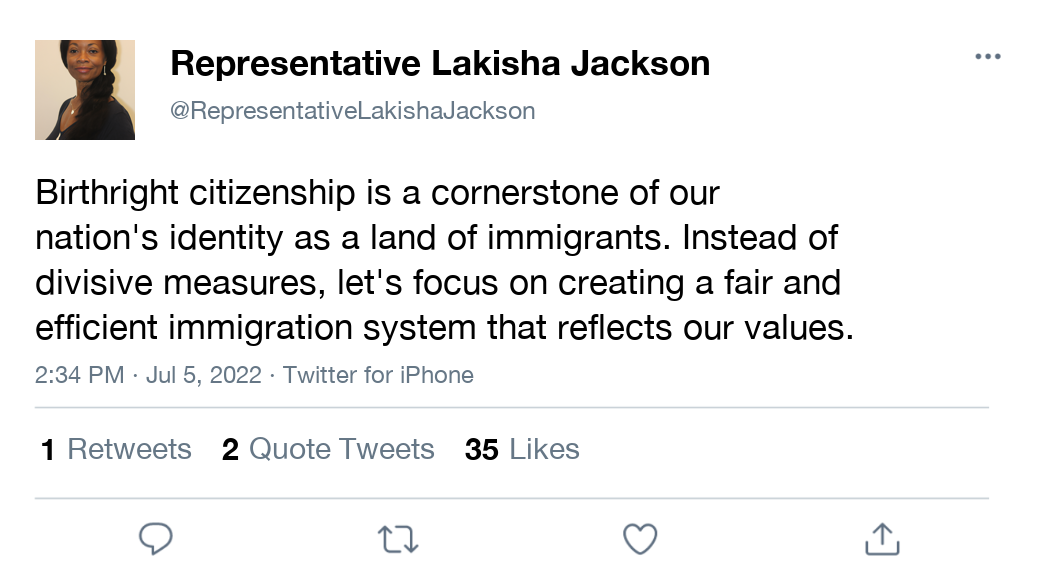 Representative Lakisha Jackson
@RepresentativeLakishaJackson
Birthright citizenship is a cornerstone of our
nation's identity as a land of immigrants. Instead of
divisive measures, let's focus on creating a fair and
efficient immigration system that reflects our values.
2:34 PM · Jul 5, 2022 · Twitter for iPhone
1 Retweets 2 Quote Tweets 35 Likes